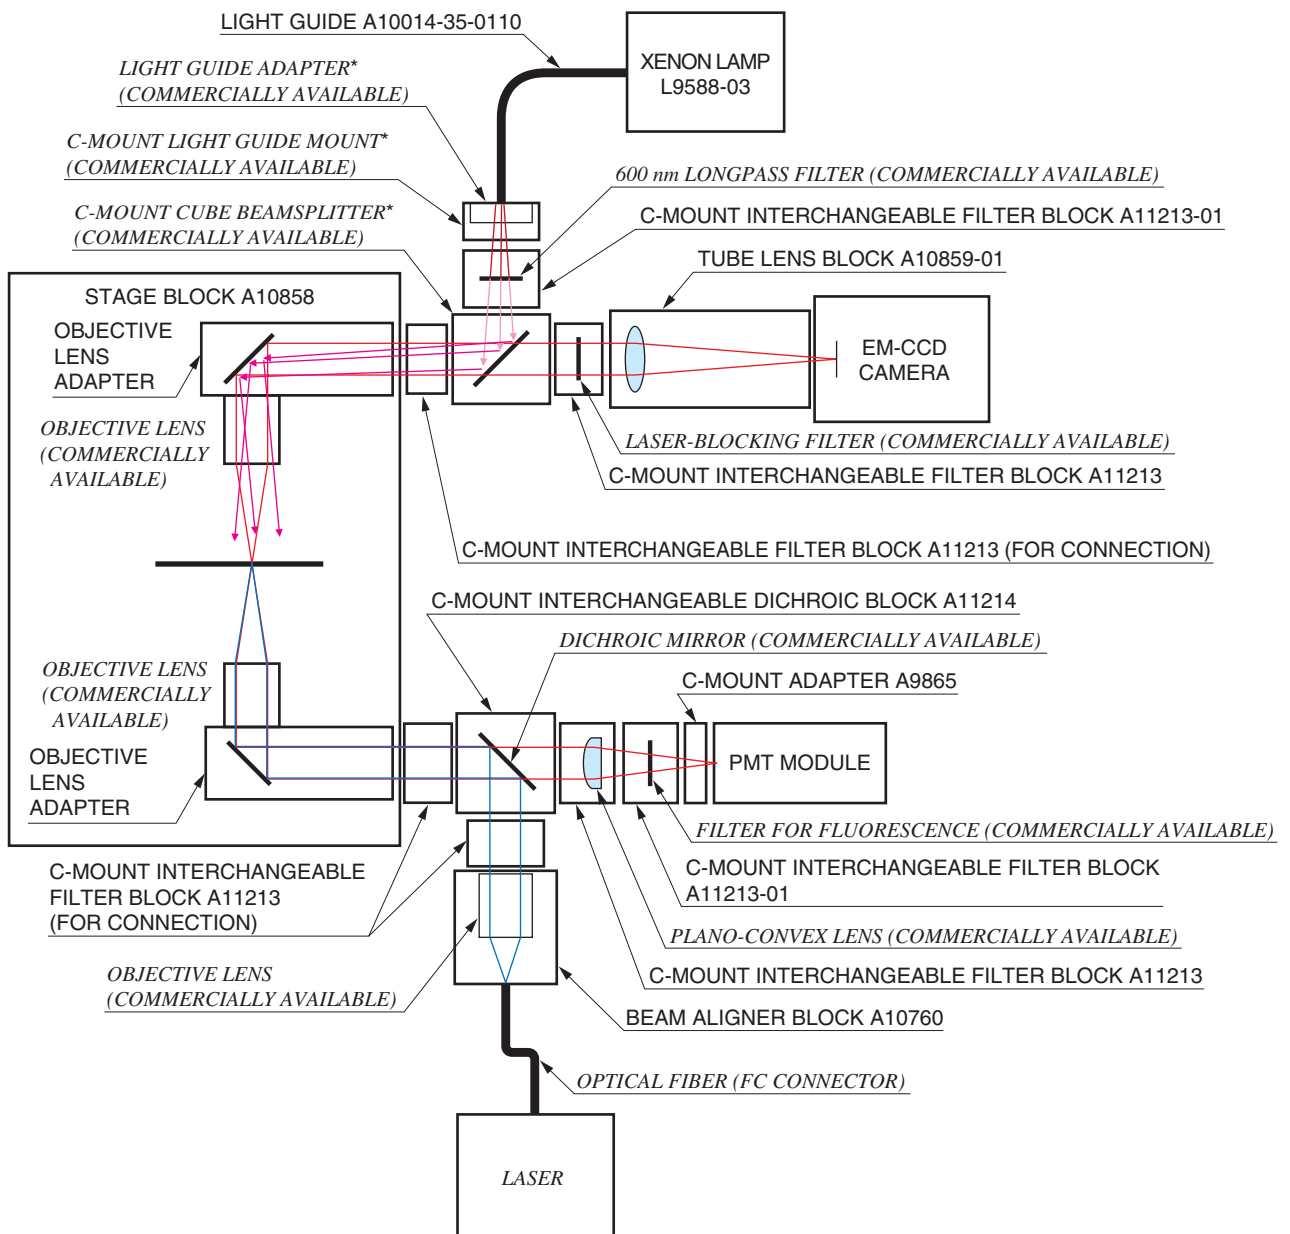 LIGHT GUIDE A10014-35-0110
XENON LAMP
L9588-03
LIGHT GUIDE ADAPTER*
(COMMERCIALLY AVAILABLE)
C-MOUNT LIGHT GUIDE MOUNT*
(COMMERCIALLY AVAILABLE)
600 nm LONGPASS FILTER (COMMERCIALLY AVAILABLE)
C-MOUNT CUBE BEAMSPLITTER*
(COMMERCIALLY AVAILABLE)
C-MOUNT INTERCHANGEABLE FILTER BLOCK A11213-01
TUBE LENS BLOCK A10859-01
STAGE BLOCK A10858
OBJECTIVE
LENS
ADAPTER
EM-CCD
CAMERA
OBJECTIVE LENS
(COMMERCIALLY
AVAILABLE)
LASER-BLOCKING FILTER (COMMERCIALLY AVAILABLE)
C-MOUNT INTERCHANGEABLE FILTER BLOCK A11213
C-MOUNT INTERCHANGEABLE FILTER BLOCK A11213 (FOR CONNECTION)
C-MOUNT INTERCHANGEABLE DICHROIC BLOCK A11214
DICHROIC MIRROR (COMMERCIALLY AVAILABLE)
OBJECTIVE LENS
(COMMERCIALLY
AVAILABLE)
C-MOUNT ADAPTER A9865
OBJECTIVE
LENS
ADAPTER
PMT MODULE
FILTER FOR FLUORESCENCE (COMMERCIALLY AVAILABLE)
C-MOUNT INTERCHANGEABLE
FILTER BLOCK A11213
(FOR CONNECTION)
C-MOUNT INTERCHANGEABLE FILTER BLOCK
A11213-01
PLANO-CONVEX LENS (COMMERCIALLY AVAILABLE)
OBJECTIVE LENS
(COMMERCIALLY AVAILABLE)
C-MOUNT INTERCHANGEABLE FILTER BLOCK A11213
BEAM ALIGNER BLOCK A10760
OPTICAL FIBER (FC CONNECTOR)
LASER